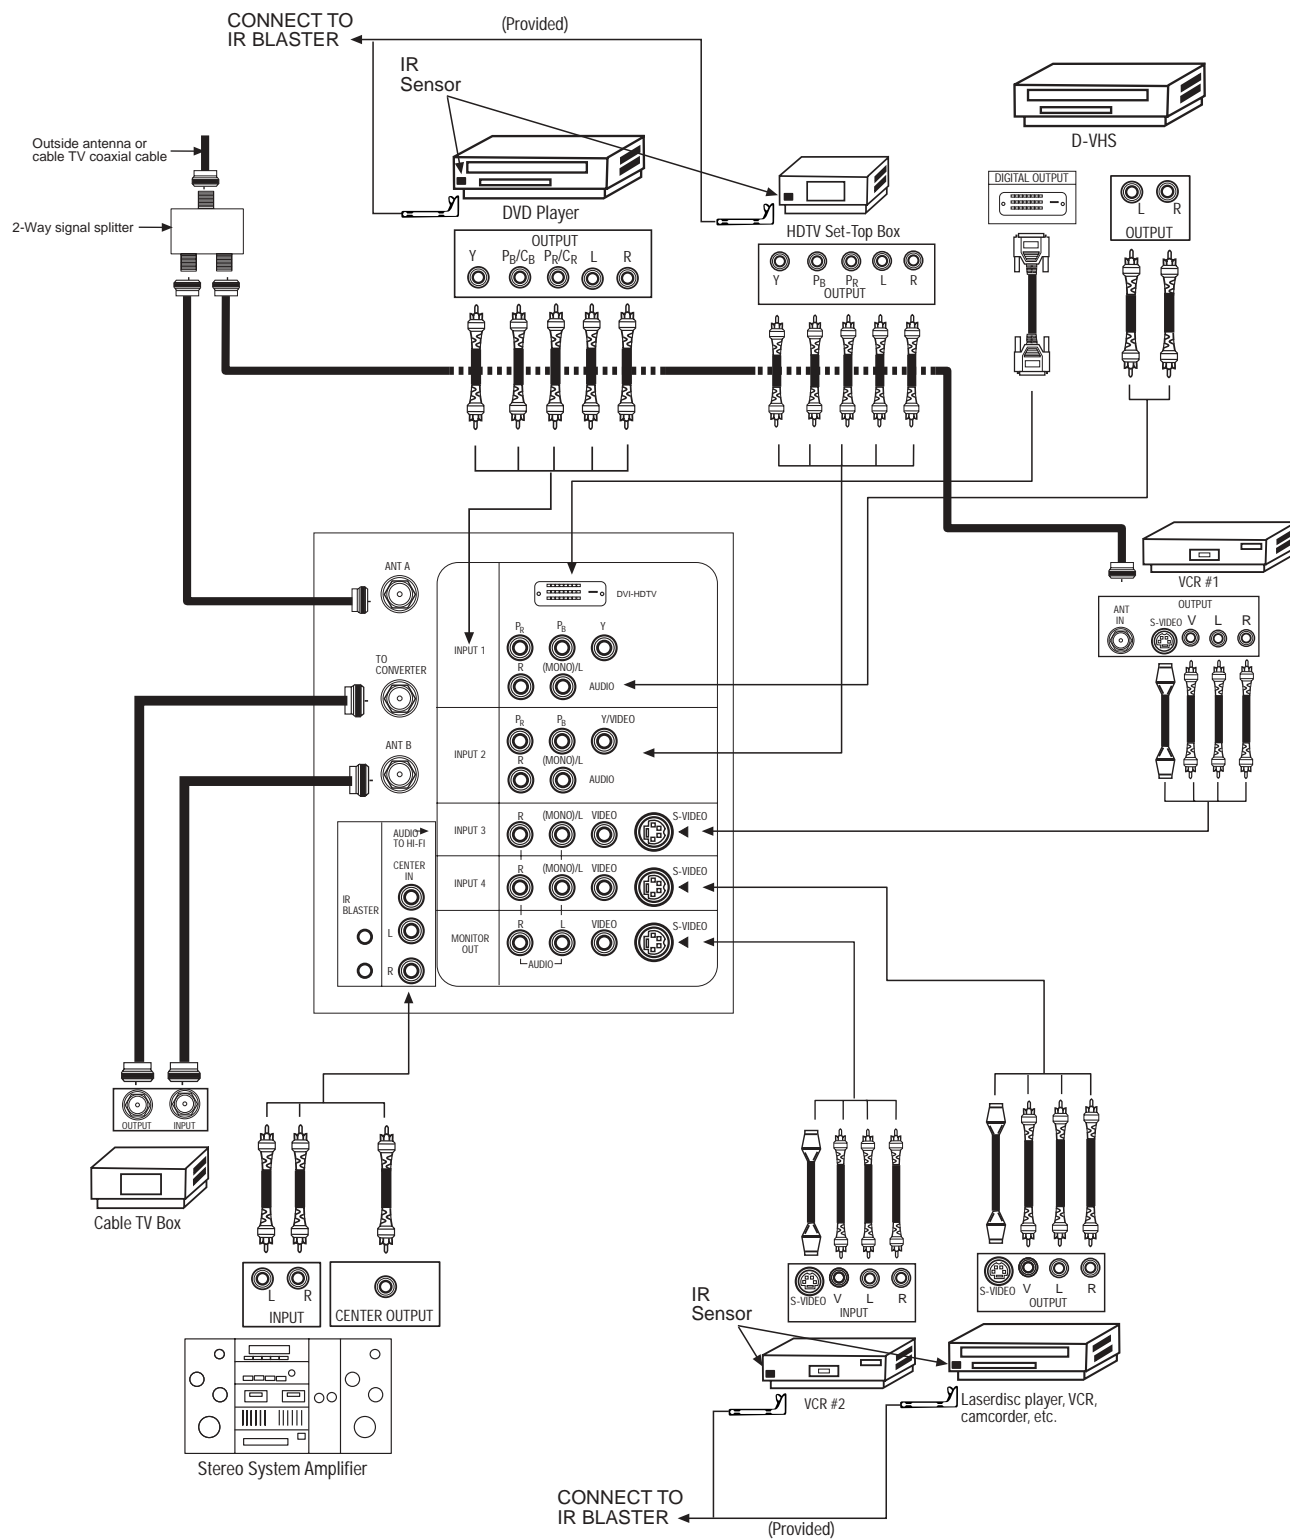 CONNECT TO
IR BLASTER
(Provided)
IR
Sensor
Outside antenna or
cable TV coaxial cable
2-Way signal splitter
DVD Player
OUTPUT
Y PB/CB PR/CR L R
HDTV Set-Top Box
Y PB PR L R
OUTPUT
D-VHS
DIGITAL OUTPUT
L R
OUTPUT
VCR #1
OUTPUT
ANT
IN
S-VIDEO V L R
ANT A
TO
CONVERTER
ANT B
DVI-HDTV
INPUT 1
PR PB Y
R (MONO)/L AUDIO
INPUT 2
PR PB Y/VIDEO
R (MONO)/L AUDIO
INPUT 3
R (MONO)/L VIDEO S-VIDEO
INPUT 4
R (MONO)/L VIDEO S-VIDEO
MONITOR
OUT
R L VIDEO S-VIDEO
AUDIO
AUDIO
TO HI-FI
CENTER
IN
IR
BLASTER
L
R
OUTPUT INPUT
Cable TV Box
L R
INPUT
CENTER OUTPUT
Stereo System Amplifier
S-VIDEO V L R
INPUT
S-VIDEO V L R
OUTPUT
IR
Sensor
VCR #2
Laserdisc player, VCR,
camcorder, etc.
CONNECT TO
IR BLASTER
(Provided)